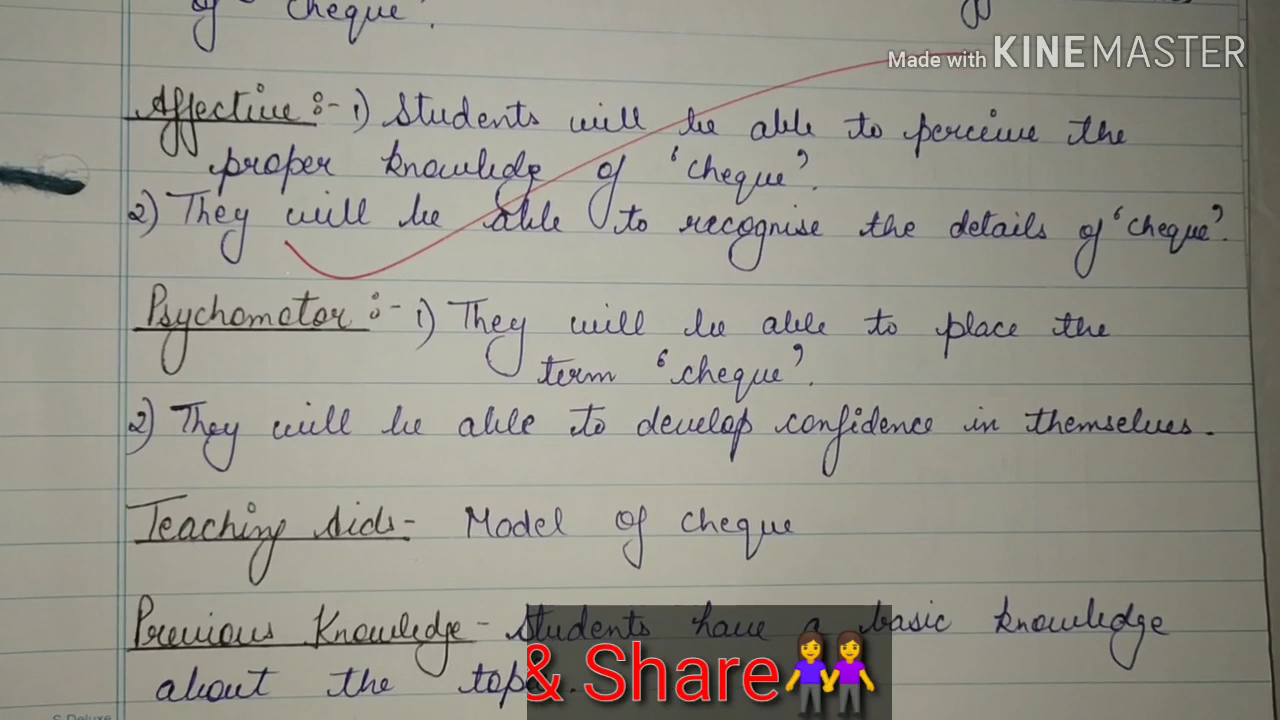 of 'cheque'.
Made with KINEMASTER
Affective :- 1) Students will be able to perceive the
proper knowledge of 'cheque'.
2) They will be able to recognise the details of 'cheque'.
Psychomotor :- 1) They will be able to place the
term 'cheque'.
2) They will be able to develop confidence in themselves.
Teaching Aids- Model of cheque
Previous Knowledge - Students have a basic knowledge
about the topic.
& Share